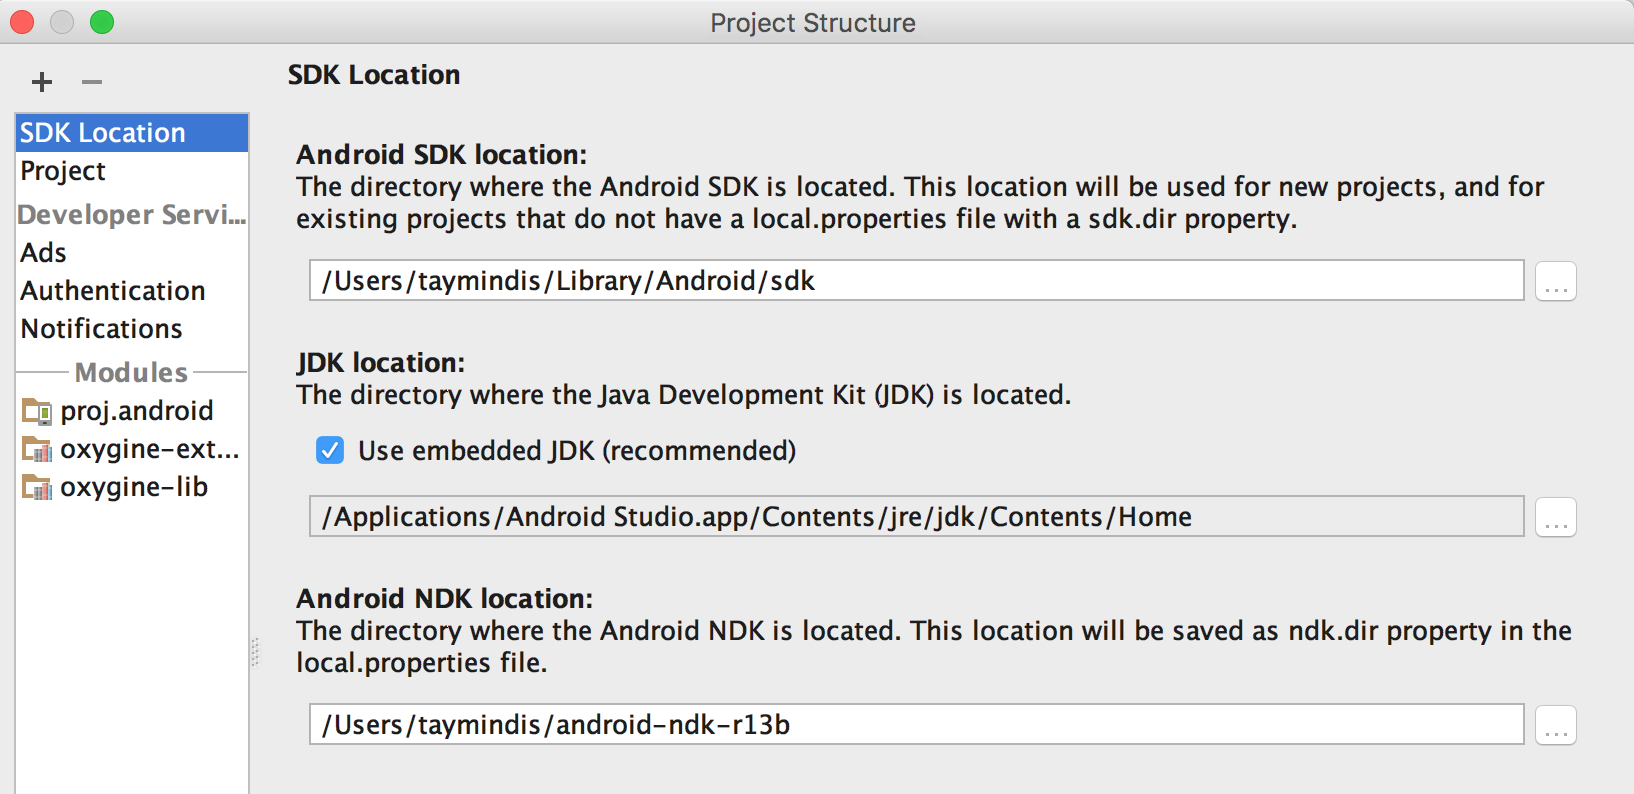 Project Structure
SDK Location
Project
Developer Servi...
Ads
Authentication
Notifications
Modules
proj.android
oxygine-ext...
oxygine-lib
SDK Location
Android SDK location:
The directory where the Android SDK is located. This location will be used for new projects, and for
existing projects that do not have a local.properties file with a sdk.dir property.
/Users/taymindis/Library/Android/sdk
...
JDK location:
The directory where the Java Development Kit (JDK) is located.
Use embedded JDK (recommended)
/Applications/Android Studio.app/Contents/jre/jdk/Contents/Home
...
Android NDK location:
The directory where the Android NDK is located. This location will be saved as ndk.dir property in the
local.properties file.
/Users/taymindis/android-ndk-r13b
...